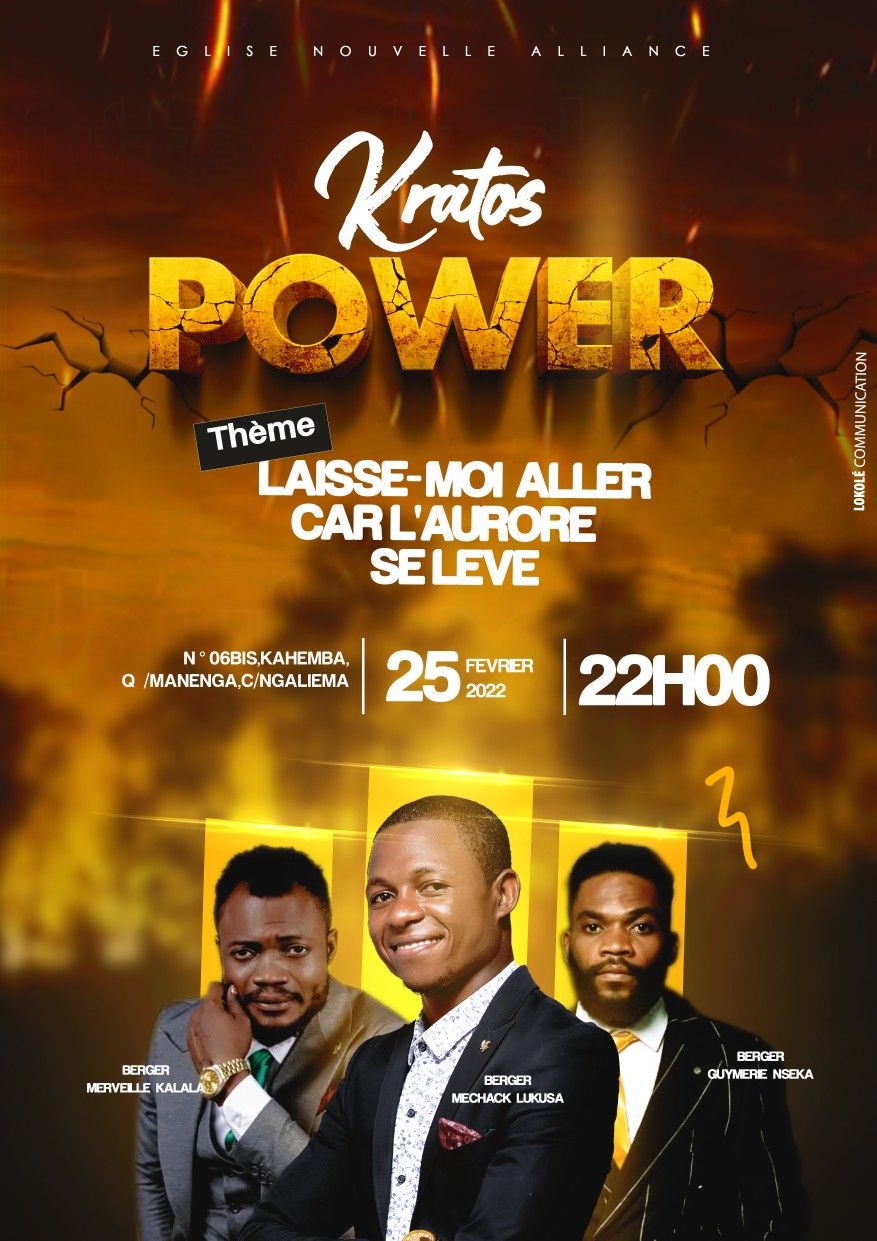 EGLISE NOUVELLE ALLIANCE
Kratos
POWER
Thème
LAISSE-MOI ALLER
CAR L'AURORE
SE LEVE
N°06BIS,KAHEMBA,
Q /MANENGA,C/NGALIEMA
25 FEVRIER
2022
22H00
LOKOLÉ COMMUNICATION
BERGER
MERVEILLE KALALA
BERGER
MECHACK LUKUSA
BERGER
GUYMERIE NSEKA